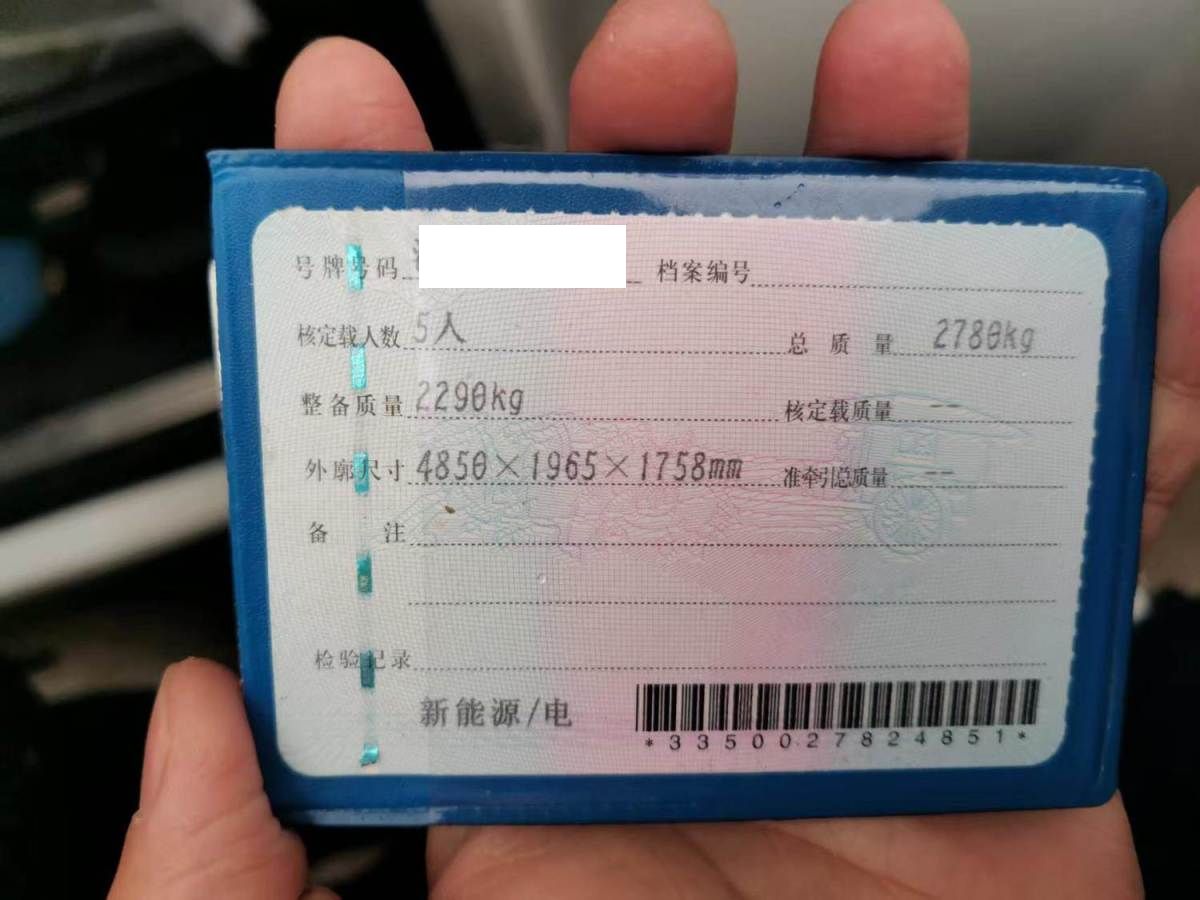 号牌号码 档案编号
核定载人数 5人 总质量 2780kg
整备质量 2290kg 核定载质量 --
外廓尺寸 4850×1965×1758mm 准牵引总质量 --
备注
检验记录
新能源/电
*3350027824851*